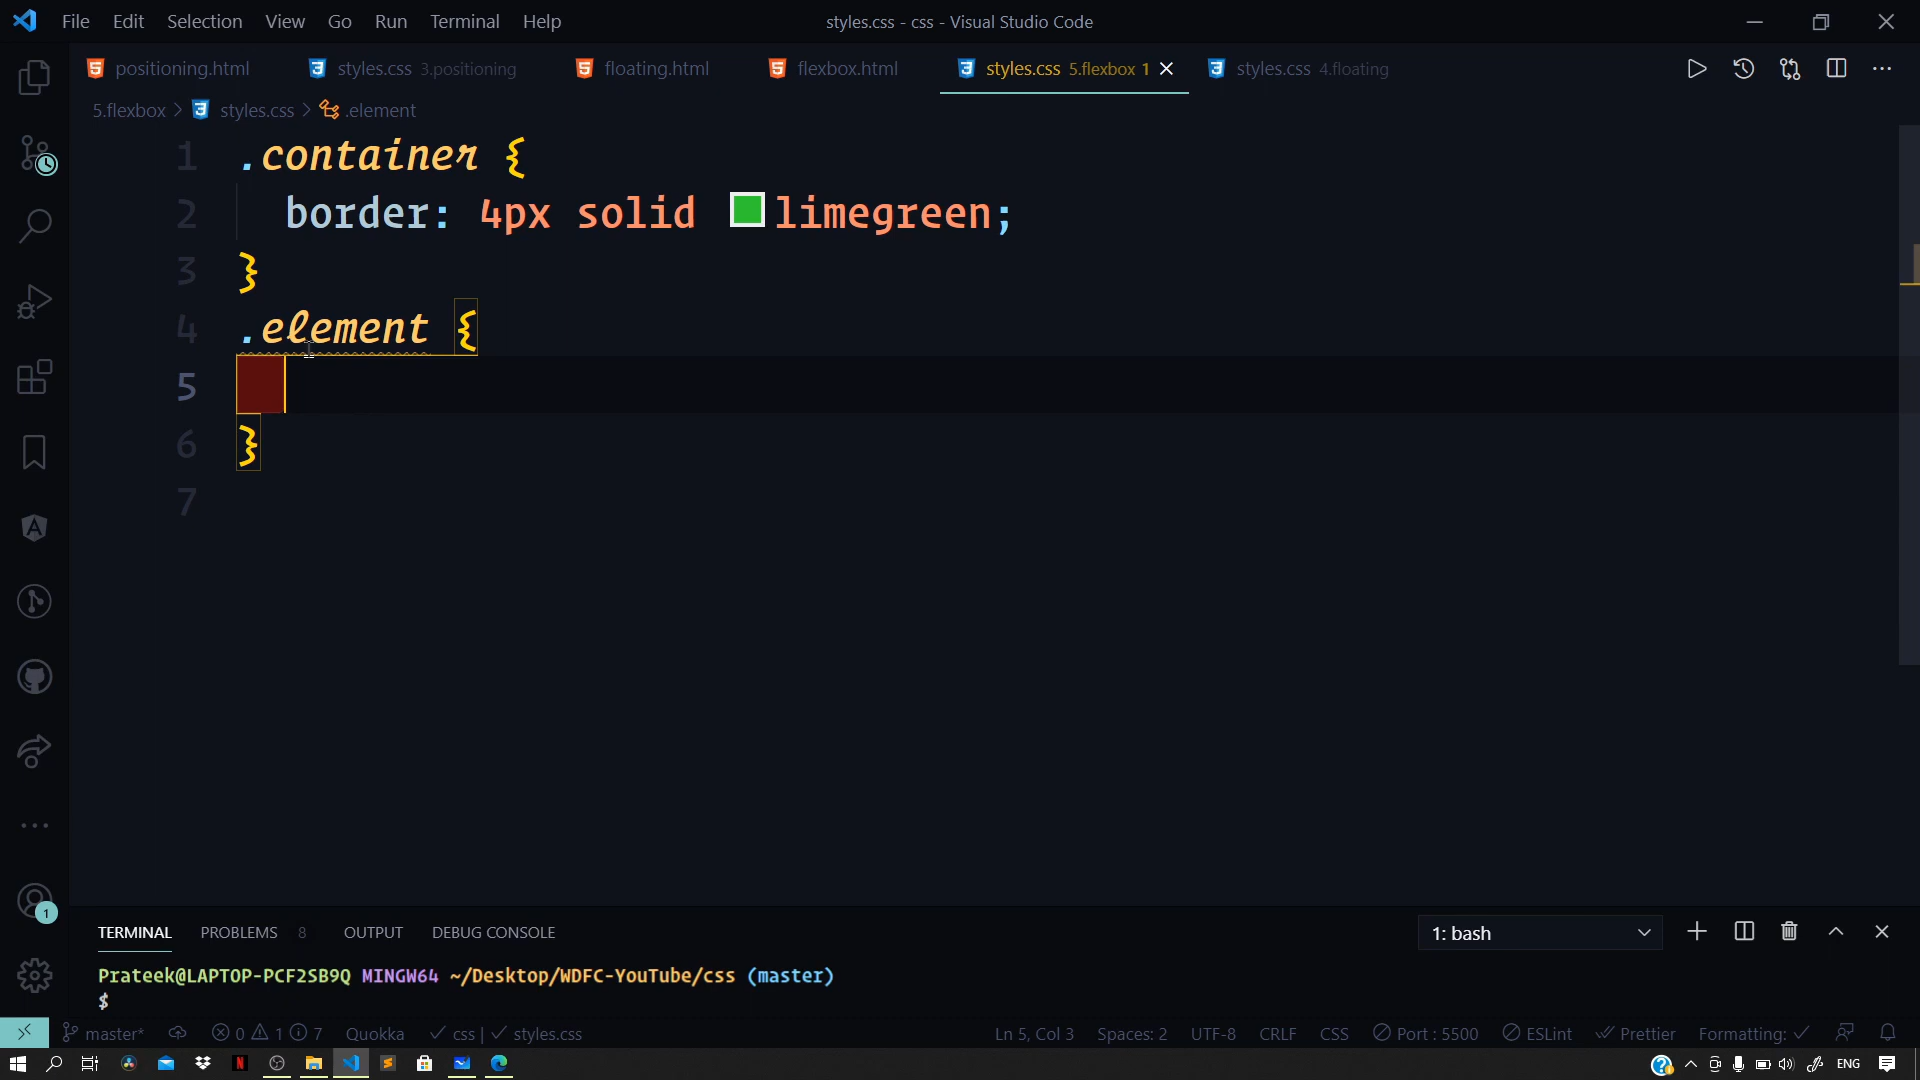 File Edit Selection View Go Run Terminal Help styles.css - css - Visual Studio Code
positioning.html styles.css 3.positioning floating.html flexbox.html styles.css 5.flexbox 1 styles.css 4.floating
5.flexbox > styles.css > .element
1 .container {
2 border: 4px solid limegreen;
3 }
4 .element {
5
6 }
7
TERMINAL PROBLEMS 8 OUTPUT DEBUG CONSOLE 1: bash
Prateek@LAPTOP-PCF2SB9Q MINGW64 ~/Desktop/WDFC-YouTube/css (master)
$
1
master* 0 1 7 Quokka css | styles.css Ln 5, Col 3 Spaces: 2 UTF-8 CRLF CSS Port : 5500 ESLint Prettier Formatting:
ENG